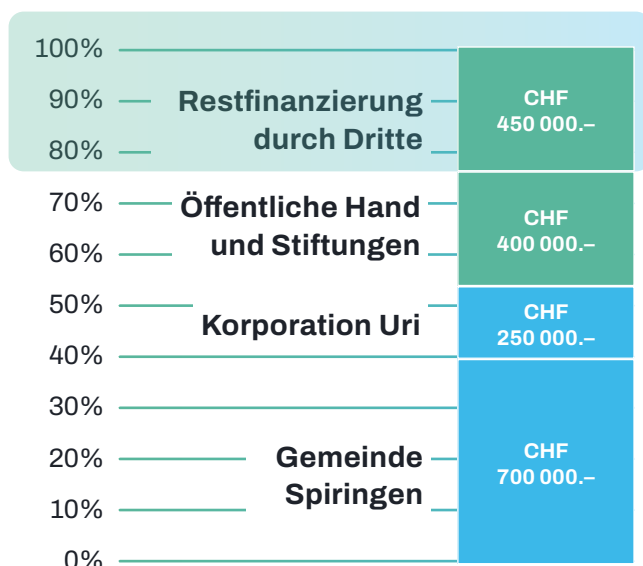 100%
90%
80%
70%
60%
50%
40%
30%
20%
10%
0%
Restfinanzierung
durch Dritte
Öffentliche Hand
und Stiftungen
Korporation Uri
Gemeinde
Spiringen
CHF
450 000.–
CHF
400 000.–
CHF
250 000.–
CHF
700 000.–